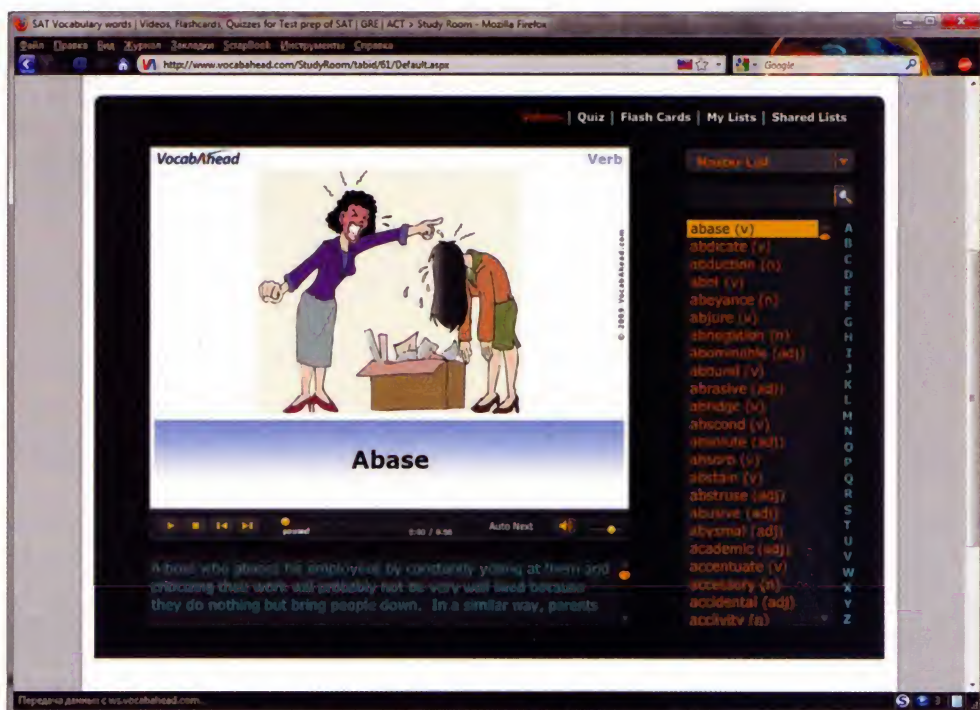 SAT Vocabulary words | Videos, Flashcards, Quizzes for Test prep of SAT | GRE | ACT > Study Room - Mozilla Firefox
Файл Правка Вид Журнал Закладки ScrapBook Инструменты Справка
http://www.vocabahead.com/StudyRoom/tabid/61/Default.aspx
Google
Videos | Quiz | Flash Cards | My Lists | Shared Lists
VocabAhead
Verb
© 2009 VocabAhead.com
Abase
paused
Auto Next
A boss who abases his employees by constantly yelling at them and
criticizing their work will probably not be very well liked because
they do nothing but bring people down. In a similar way, parents
Master List
abase (v)
abdicate (v)
abduction (n)
abet (v)
abeyance (n)
abjure (v)
abnegation (n)
abominable (adj)
abound (v)
abrasive (adj)
abridge (v)
abscond (v)
absolute (adj)
absorb (v)
abstain (v)
abstruse (adj)
abusive (adj)
abysmal (adj)
academic (adj)
accentuate (v)
accessory (n)
accidental (adj)
acclivity (n)
A
B
C
D
E
F
G
H
I
J
K
L
M
N
O
P
Q
R
S
T
U
V
W
X
Y
Z
Передача данных с ws.vocabahead.com...
3